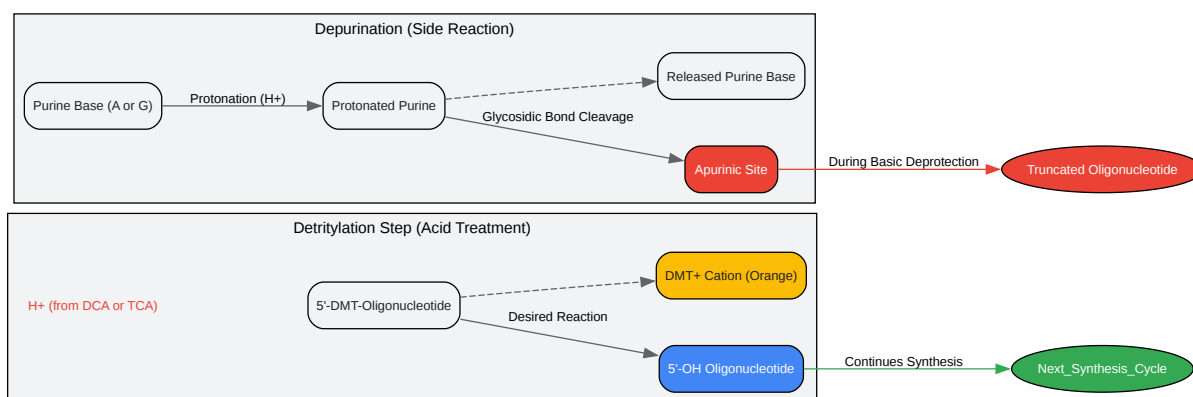 Depurination (Side Reaction)
Released Purine Base
Purine Base (A or G)
Protonation (H+)
Protonated Purine
Glycosidic Bond Cleavage
Apurinic Site
During Basic Deprotection
Truncated Oligonucleotide
Detritylation Step (Acid Treatment)
DMT+ Cation (Orange)
H+ (from DCA or TCA)
5'-DMT-Oligonucleotide
Desired Reaction
5'-OH Oligonucleotide
Continues Synthesis
Next_Synthesis_Cycle